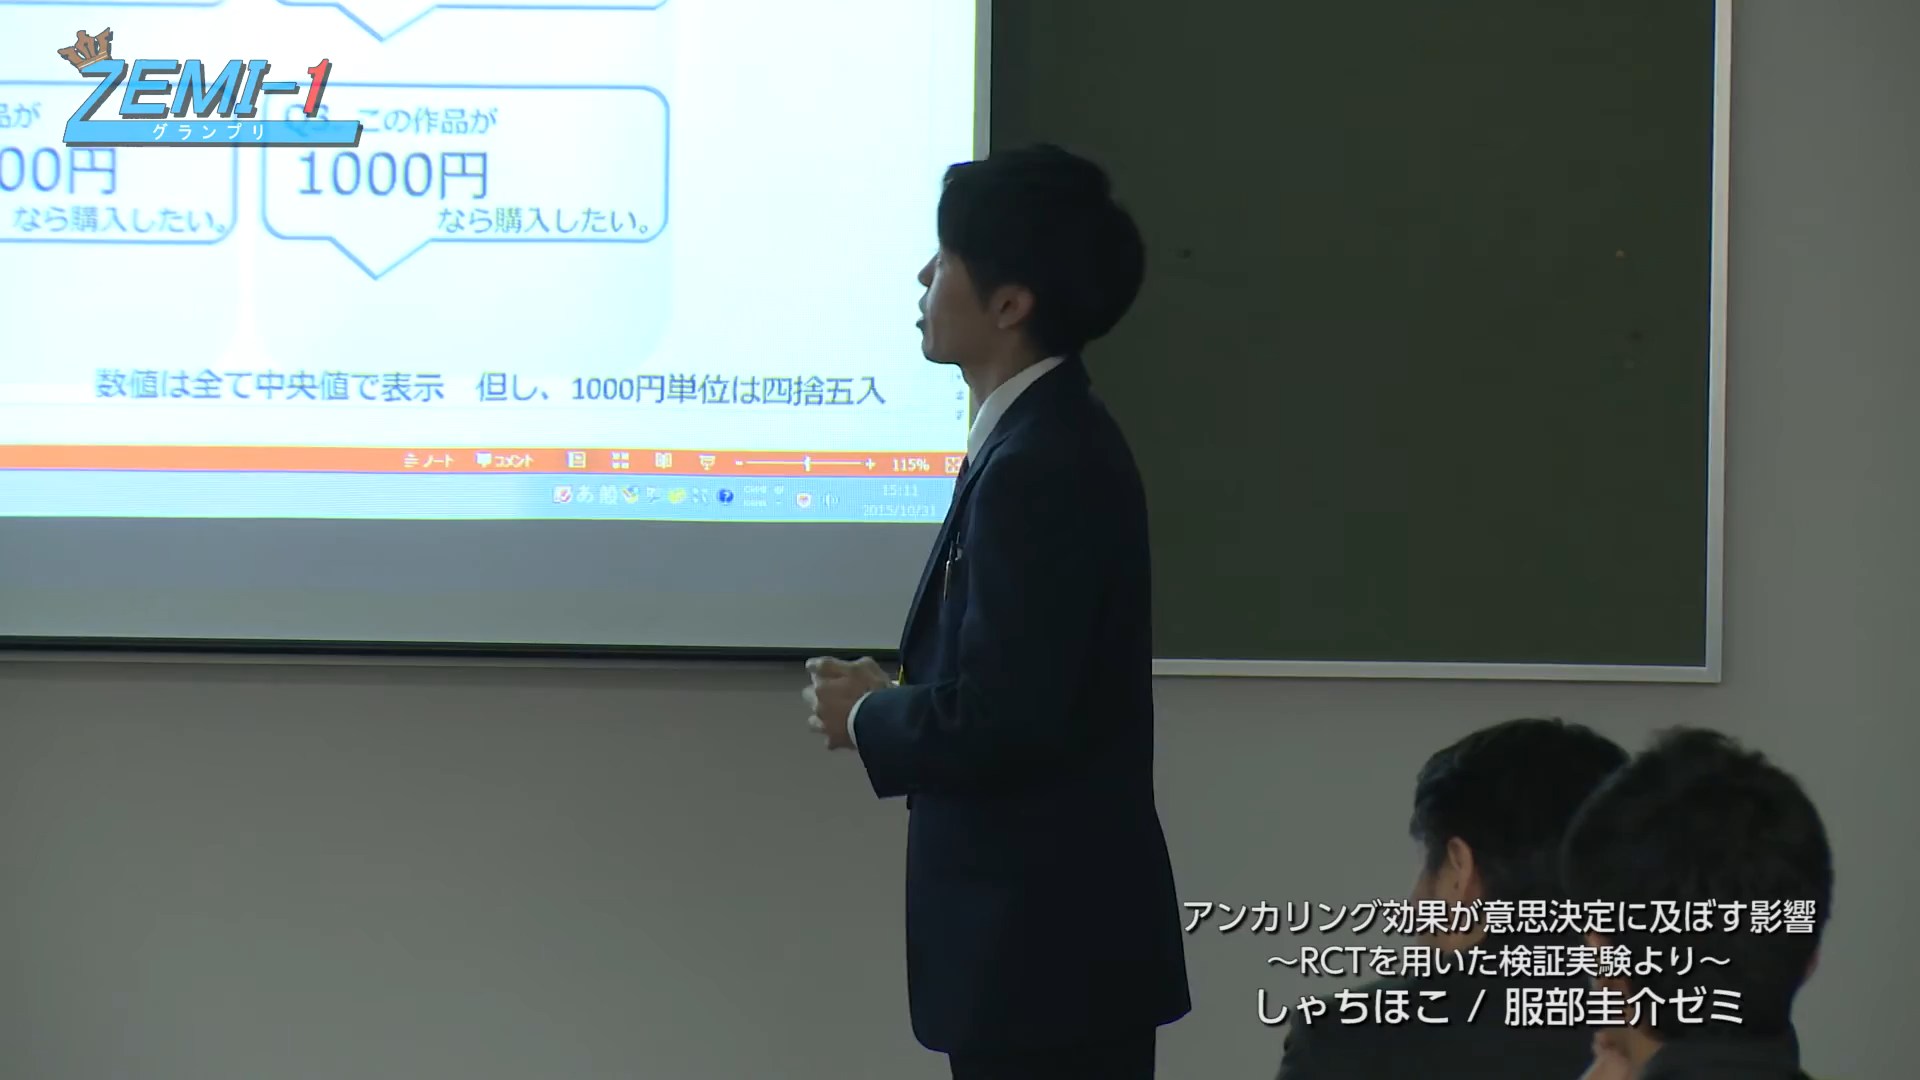 ZEMI-1
グランプリ
品が
00円
なら購入したい。
Q3. この作品が
1000円
なら購入したい。
数値は全て中央値で表示 但し、1000円単位は四捨五入
ノート コメント 115%
あ 般 15:11
2015/10/31
アンカリング効果が意思決定に及ぼす影響
～RCTを用いた検証実験より～
しゃちほこ / 服部圭介ゼミ